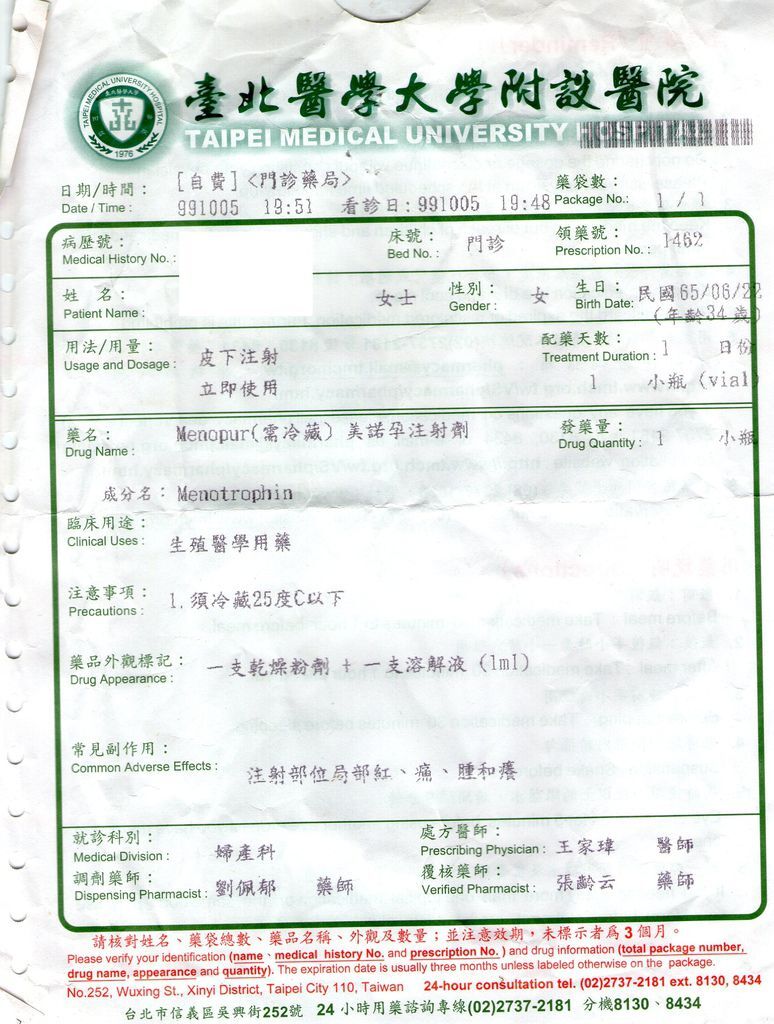 臺北醫學大學附設醫院
TAIPEI MEDICAL UNIVERSITY HOSPITAL
TAIPEI MEDICAL UNIVERSITY HOSPITAL
1976
日期/時間： [自費]<門診藥局> 藥袋數：
Date / Time : 991005 13:51 看診日:991005 19:48 Package No.: 1 / 1
病歷號： 床號： 門診 領藥號：
Medical History No. : Bed No. : Prescription No. : 1462
姓 名： 女士 性別： 女 生日： 民國65/06/22
Patient Name : Gender : Birth Date: (年齡34歲)
用法/用量： 皮下注射 配藥天數： 1 日份
Usage and Dosage : 立即使用 Treatment Duration : 1 小瓶 (vial)
藥名： Menopur(需冷藏) 美諾孕注射劑 發藥量：
Drug Name : Drug Quantity : 1 小瓶
成分名： Menotrophin
臨床用途：
Clinical Uses : 生殖醫學用藥
注意事項：
Precautions : 1.須冷藏25度C以下
藥品外觀標記： 一支乾燥粉劑 + 一支溶解液 (1ml)
Drug Appearance :
常見副作用：
Common Adverse Effects : 注射部位局部紅、痛、腫和癢
就診科別： 處方醫師：
Medical Division : 婦產科 Prescribing Physician : 王家瑋 醫師
調劑藥師： 覆核藥師：
Dispensing Pharmacist : 劉佩郁 藥師 Verified Pharmacist : 張齡云 藥師
請核對姓名、藥袋總數、藥品名稱、外觀及數量；並注意效期，未標示者為 3 個月。
Please verify your identification (name、medical history No. and prescription No. ) and drug information (total package number,
drug name, appearance and quantity). The expiration date is usually three months unless labeled otherwise on the package.
No.252, Wuxing St., Xinyi District, Taipei City 110, Taiwan 24-hour consultation tel. (02)2737-2181 ext. 8130, 8434
台北市信義區吳興街252號 24 小時用藥諮詢專線(02)2737-2181 分機8130、8434